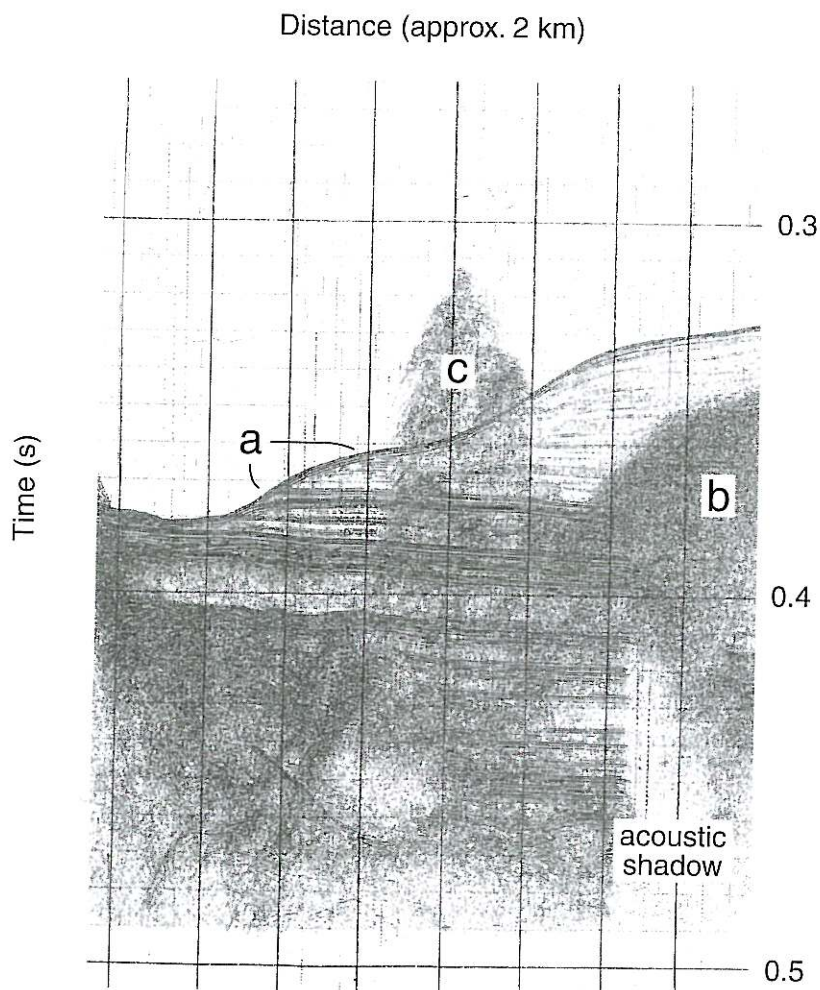 Distance (approx. 2 km)
0.3
c
a
Time (s)
b
0.4
acoustic
shadow
0.5